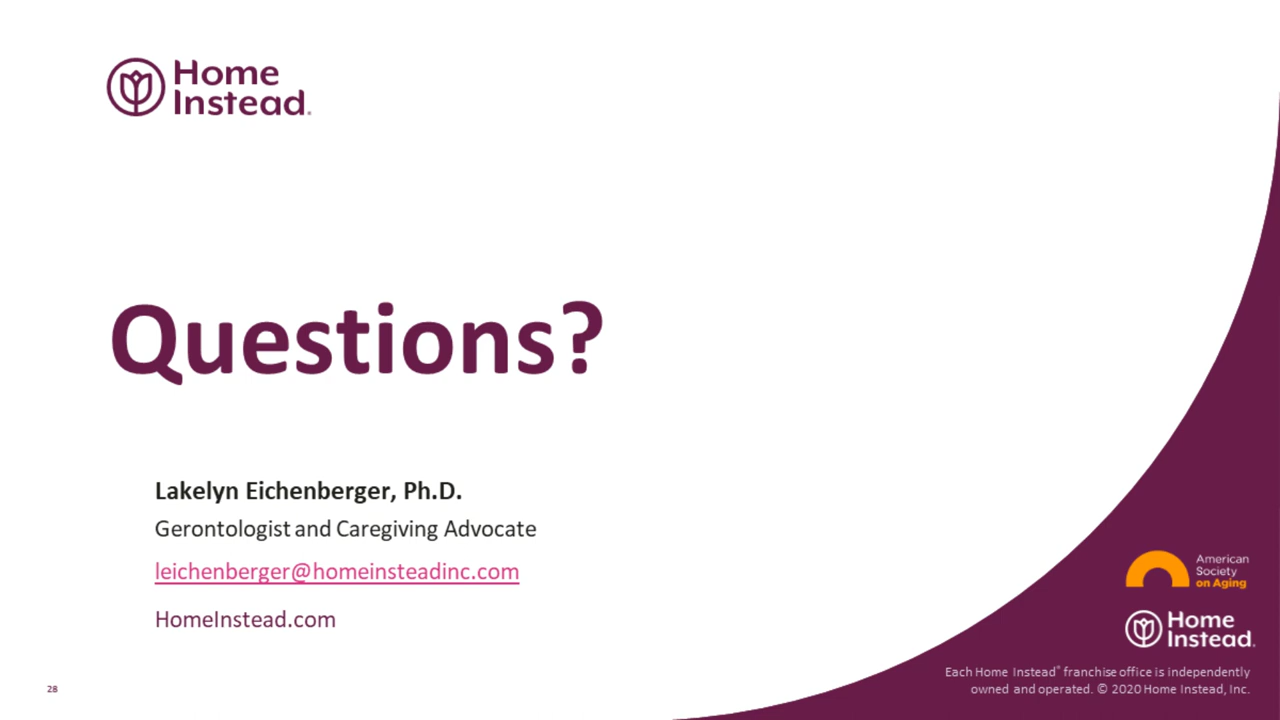 Home
Instead.
Questions?
Lakelyn Eichenberger, Ph.D.
Gerontologist and Caregiving Advocate
leichenberger@homeinsteadinc.com
HomeInstead.com
American
Society
on Aging
Home
Instead.
Each Home Instead® franchise office is independently
owned and operated. © 2020 Home Instead, Inc.
28